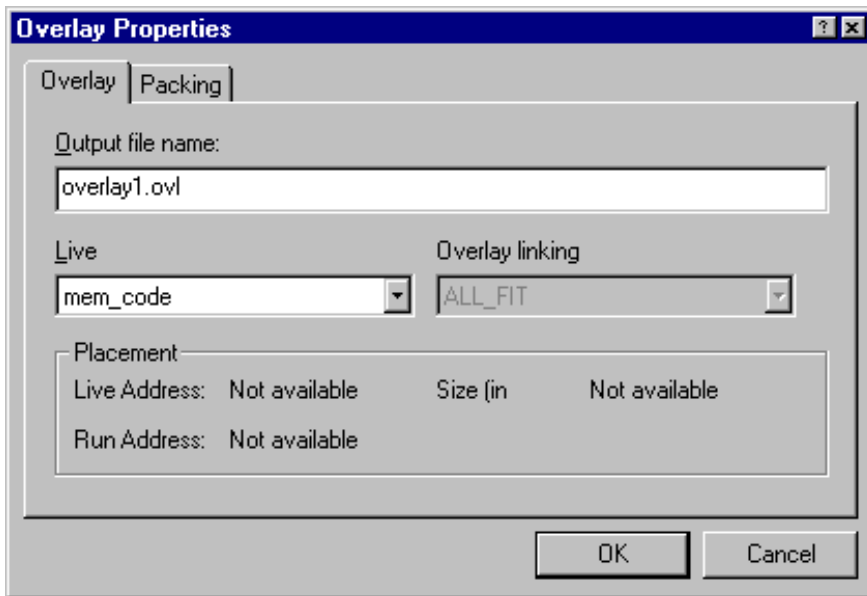 Overlay Properties
Overlay Packing
Output file name:
overlay1.ovl
Live Overlay linking
mem_code ALL_FIT
Placement
Live Address: Not available Size (in Not available
Run Address: Not available
OK Cancel